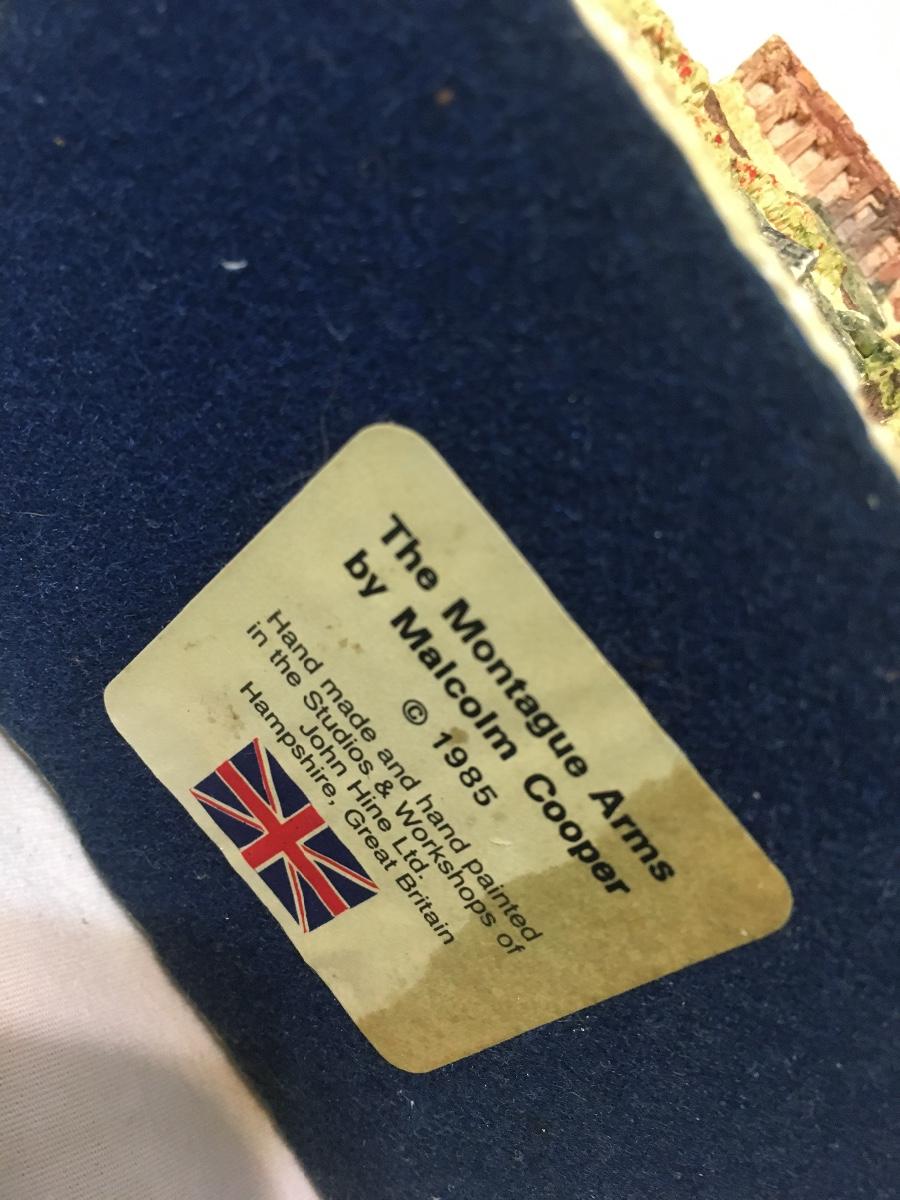 The Montague Arms
by Malcolm Cooper
© 1985
Hand made and hand painted
in the Studios & Workshops of
John Hine Ltd.
Hampshire, Great Britain